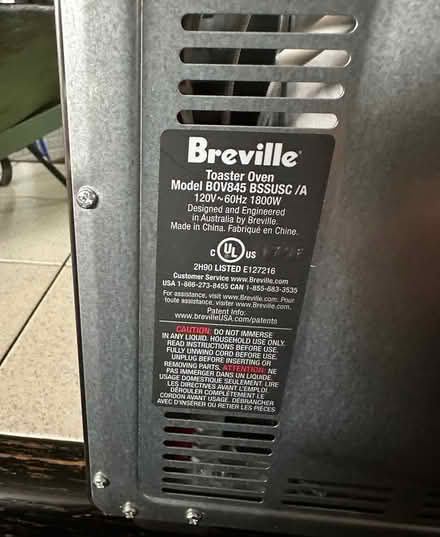 Breville
Toaster Oven
Model BOV845 BSSUSC /A
120V~60Hz 1800W
Designed and Engineered
in Australia by Breville.
Made in China. Fabriqué en Chine.
C UL US
2H90 LISTED E127216
Customer Service www.Breville.com
USA 1-866-273-8455 CAN 1-855-683-3535
For assistance, visit www.Breville.com. Pour
toute assistance, visiter www.Breville.com.
Patent Info:
www.brevilleUSA.com/patents
CAUTION: DO NOT IMMERSE
IN ANY LIQUID. HOUSEHOLD USE ONLY.
READ INSTRUCTIONS BEFORE USE.
FULLY UNWIND CORD BEFORE USE.
UNPLUG BEFORE INSERTING OR
REMOVING PARTS. ATTENTION: NE
PAS IMMERGER DANS UN LIQUIDE.
USAGE DOMESTIQUE SEULEMENT. LIRE
LES DIRECTIVES AVANT L'EMPLOI.
DÉROULER COMPLÈTEMENT LE
CORDON AVANT USAGE. DÉBRANCHER
AVEC D'INSÉRER OU RETIER LES PIÈCES